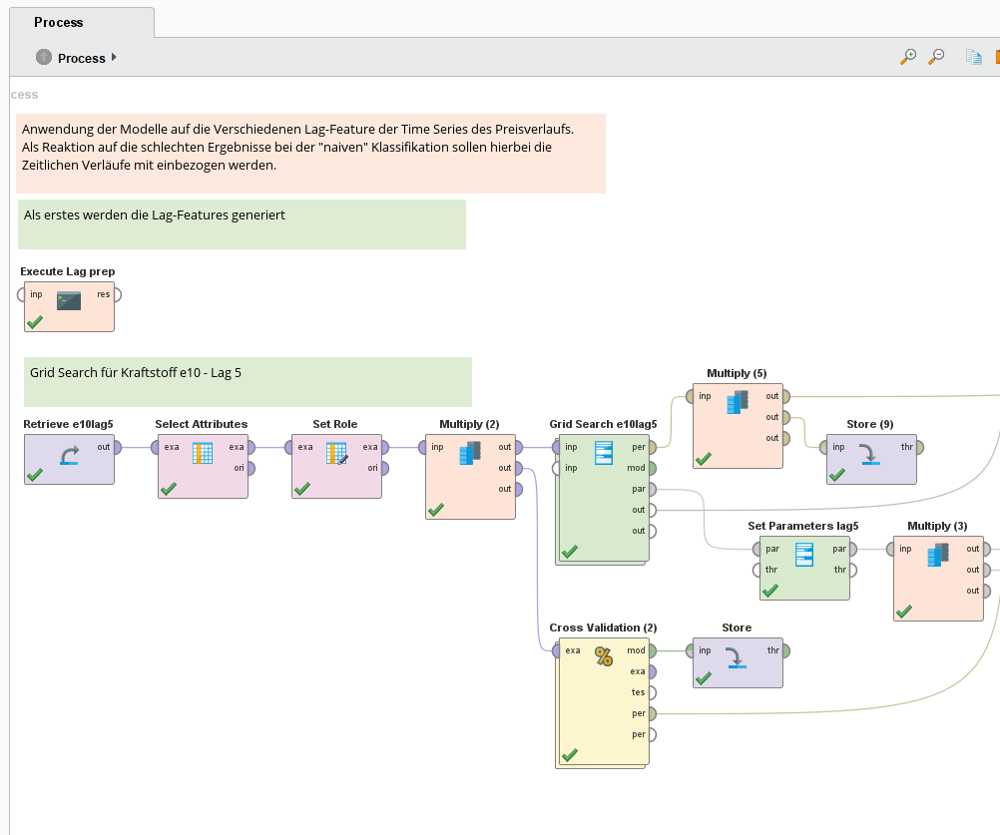 Process
Process
cess
Anwendung der Modelle auf die Verschiedenen Lag-Feature der Time Series des Preisverlaufs.
Als Reaktion auf die schlechten Ergebnisse bei der "naiven" Klassifikation sollen hierbei die
Zeitlichen Verläufe mit einbezogen werden.
Als erstes werden die Lag-Features generiert
Execute Lag prep
inp res
Grid Search für Kraftstoff e10 - Lag 5
Retrieve e10lag5
out
Select Attributes
exa exa
ori
Set Role
exa exa
ori
Multiply (2)
inp out
out
out
Grid Search e10lag5
inp per
inp mod
par
out
out
Multiply (5)
inp out
out
out
Store (9)
inp thr
Set Parameters lag5
par par
thr thr
Multiply (3)
inp out
out
out
Cross Validation (2)
exa % mod
exa
tes
per
per
Store
inp thr